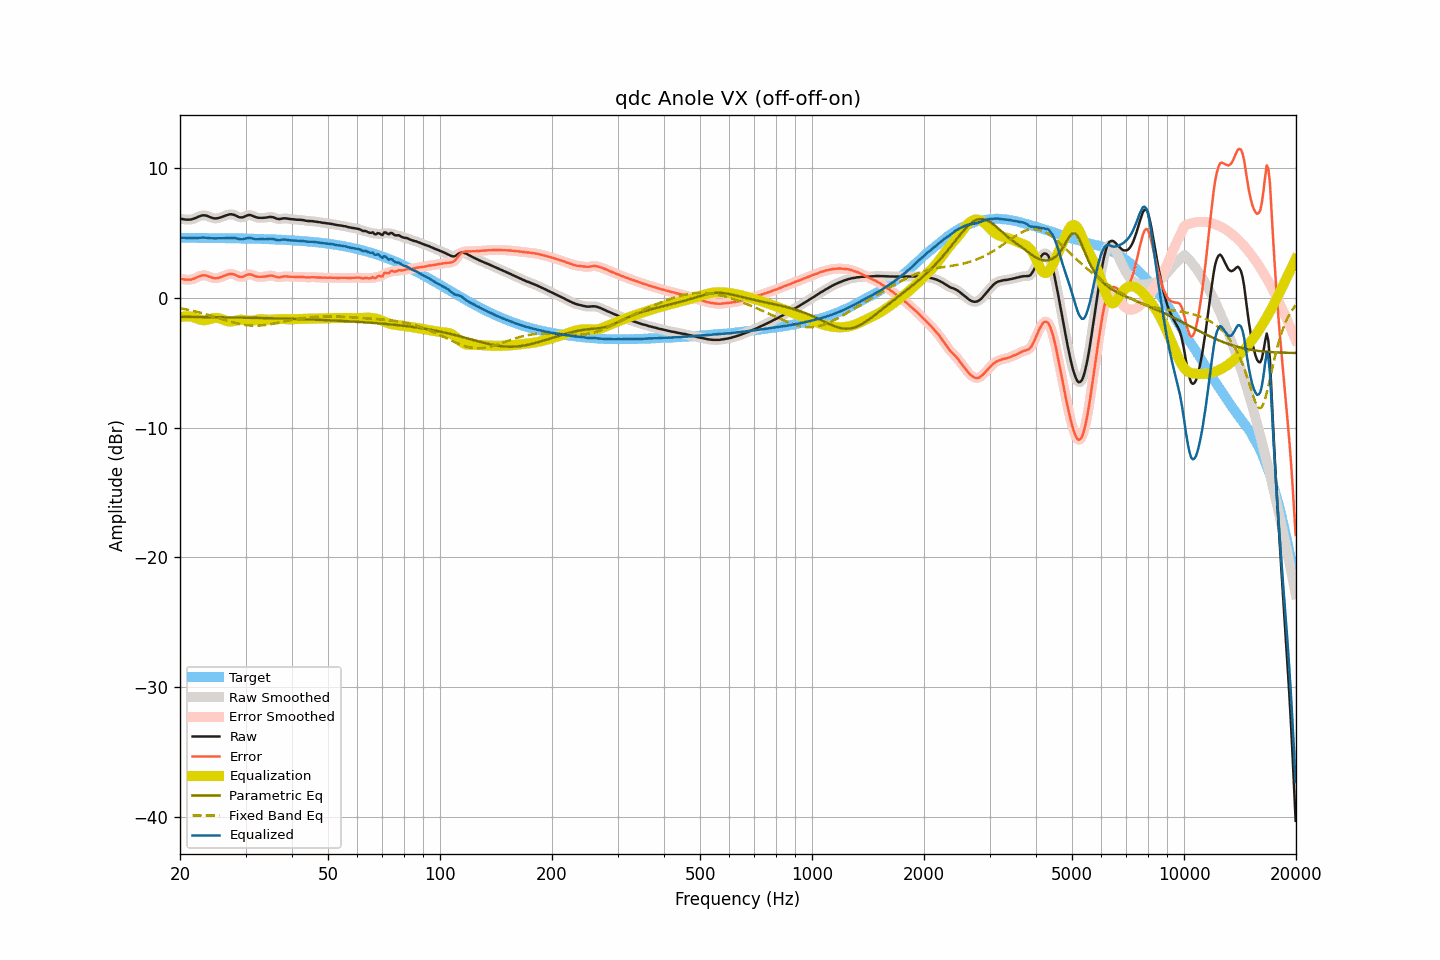 qdc Anole VX (off-off-on)
Amplitude (dBr)
10
0
−10
−20
−30
−40
Target
Raw Smoothed
Error Smoothed
Raw
Error
Equalization
Parametric Eq
Fixed Band Eq
Equalized
20 50 100 200 500 1000 2000 5000 10000 20000
Frequency (Hz)